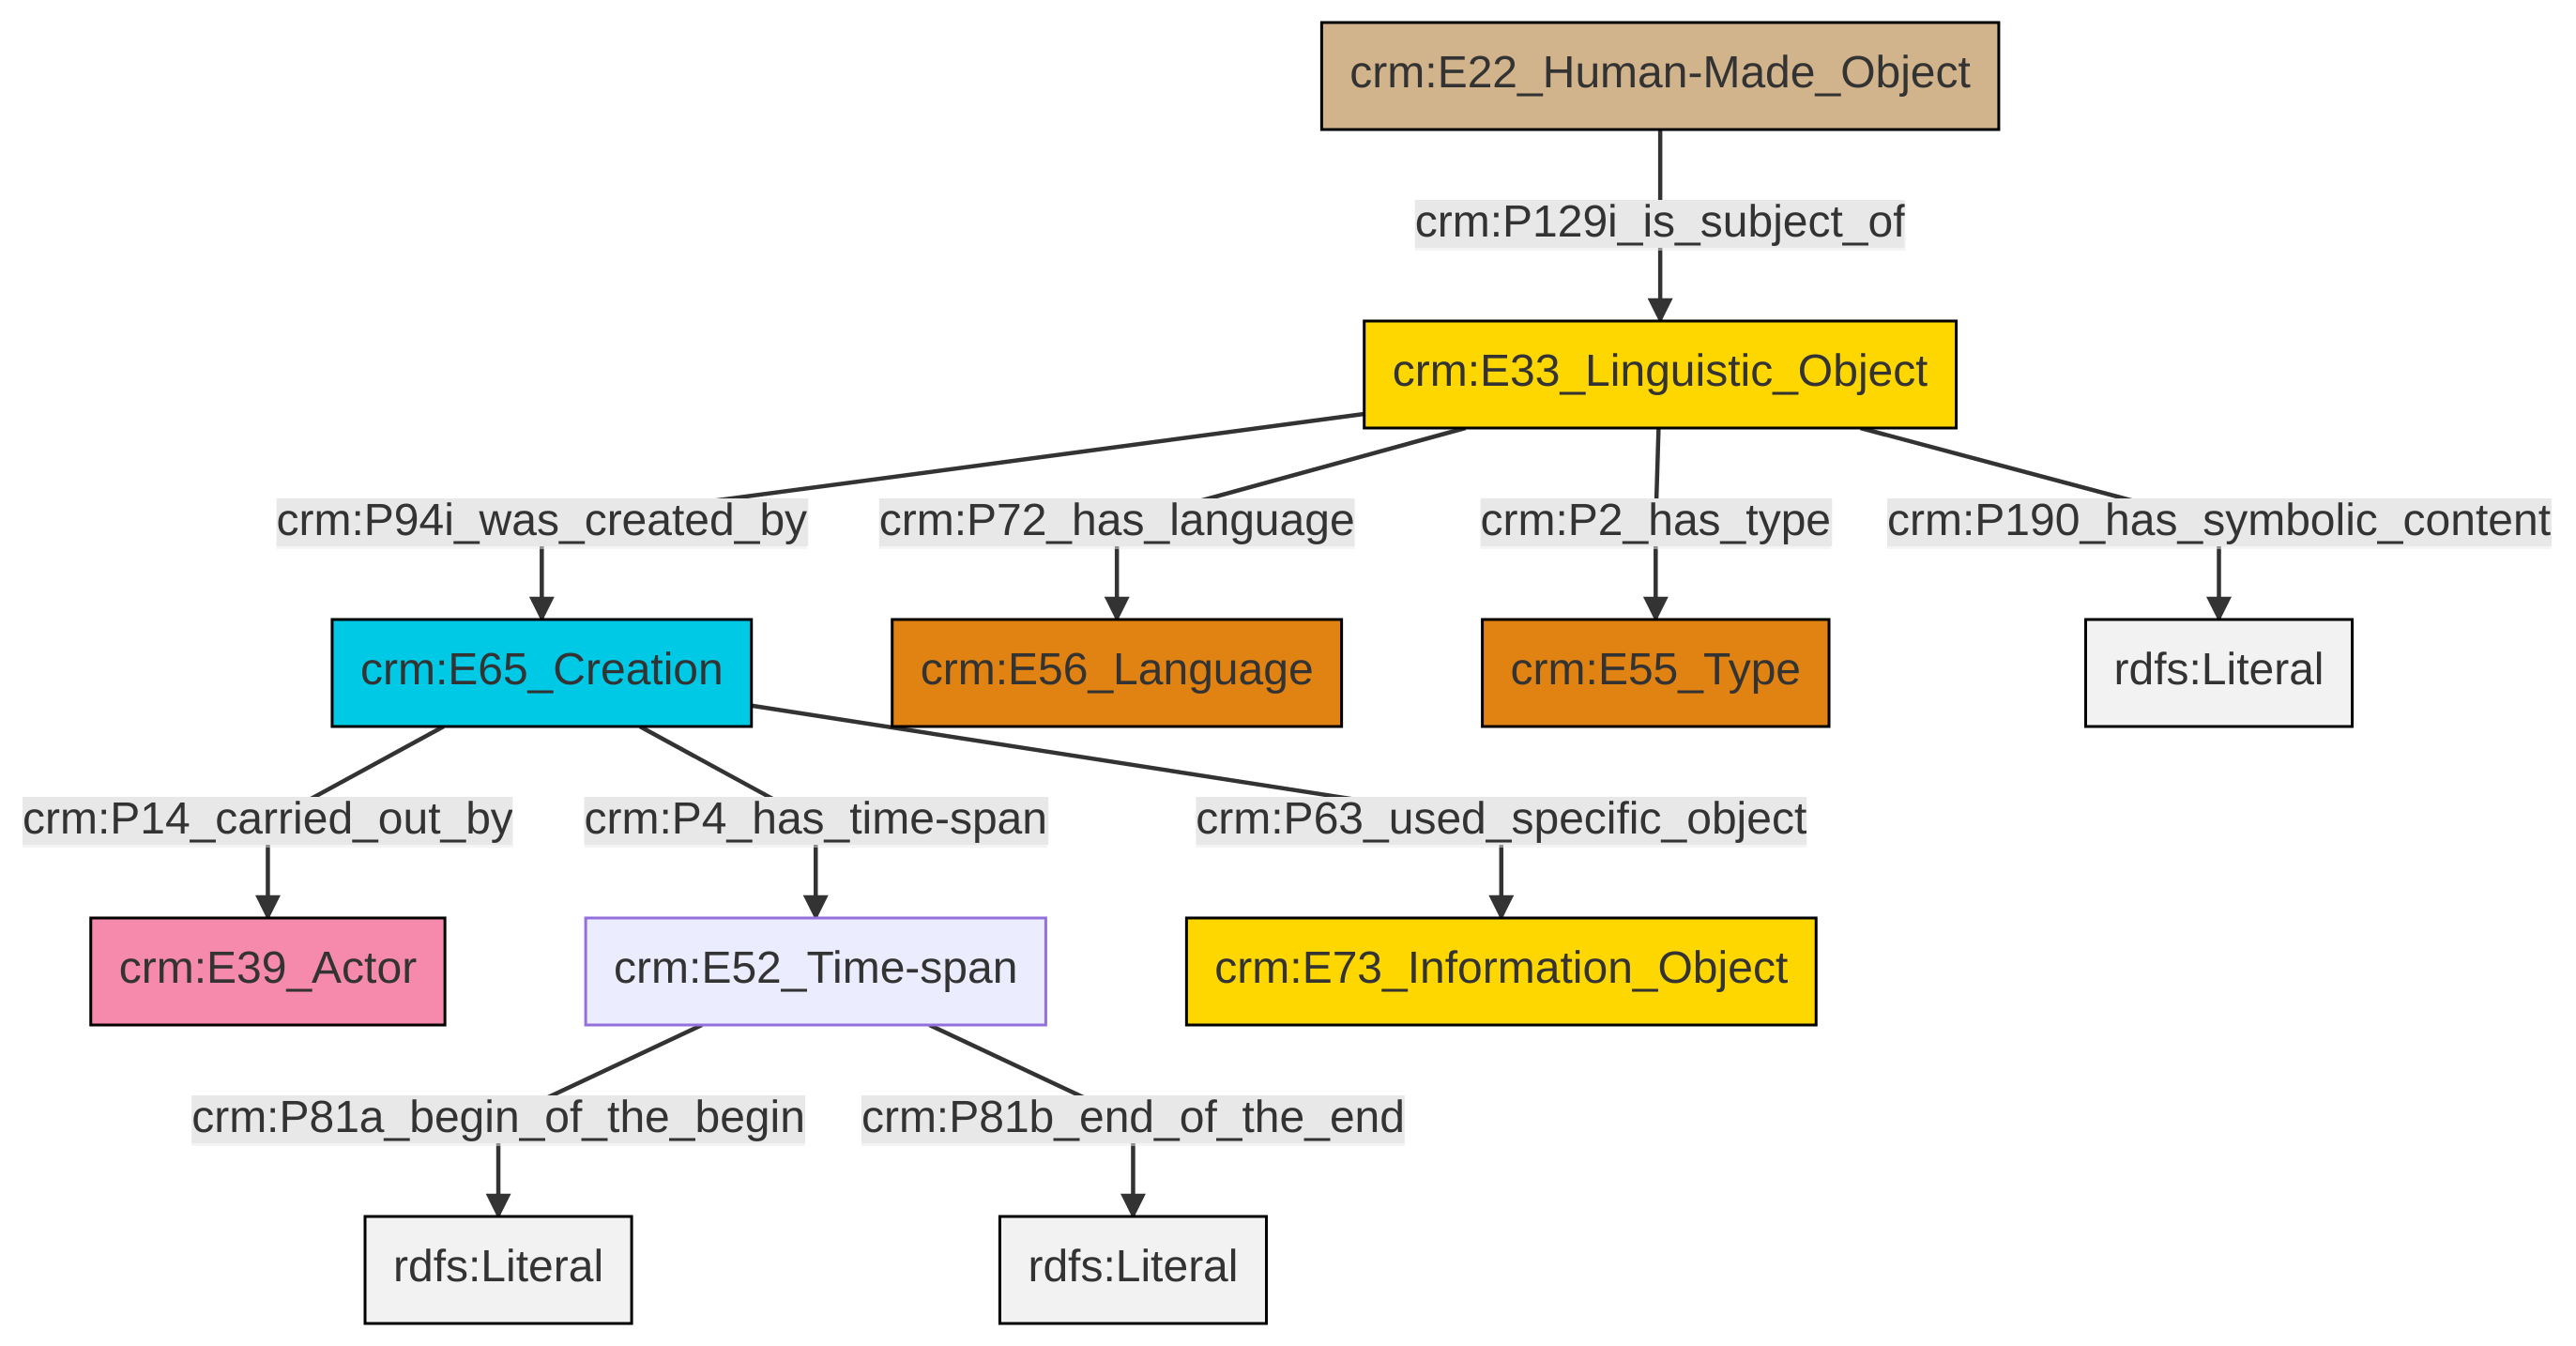 crm:E22_Human-Made_Object
crm:P129i_is_subject_of
crm:E33_Linguistic_Object
crm:P94i_was_created_by
crm:P72_has_language
crm:P2_has_type
crm:P190_has_symbolic_content
crm:E65_Creation
crm:E56_Language
crm:E55_Type
rdfs:Literal
crm:P14_carried_out_by
crm:P4_has_time-span
crm:P63_used_specific_object
crm:E39_Actor
crm:E52_Time-span
crm:E73_Information_Object
crm:P81a_begin_of_the_begin
crm:P81b_end_of_the_end
rdfs:Literal
rdfs:Literal